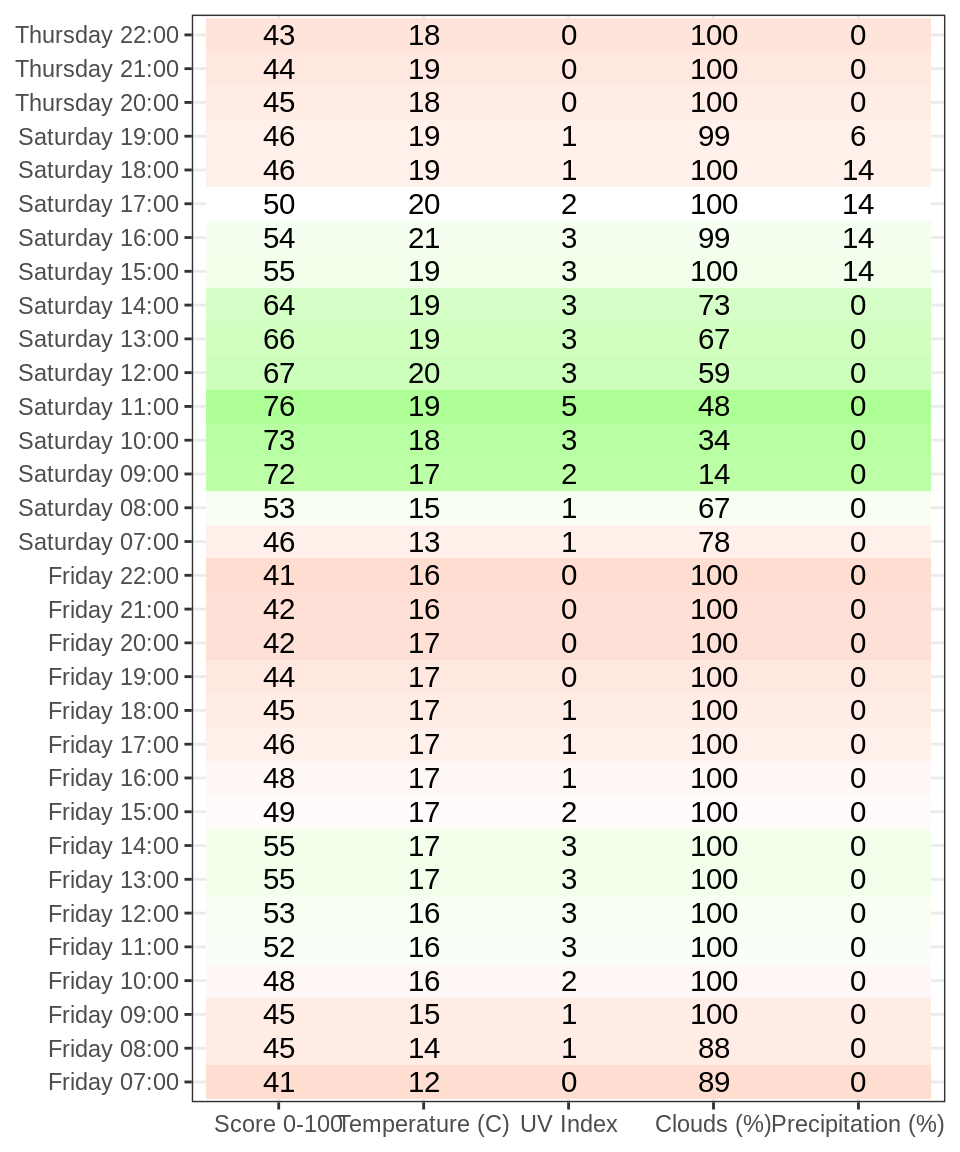 Thursday 22:00 43 18 0 100 0
Thursday 21:00 44 19 0 100 0
Thursday 20:00 45 18 0 100 0
Saturday 19:00 46 19 1 99 6
Saturday 18:00 46 19 1 100 14
Saturday 17:00 50 20 2 100 14
Saturday 16:00 54 21 3 99 14
Saturday 15:00 55 19 3 100 14
Saturday 14:00 64 19 3 73 0
Saturday 13:00 66 19 3 67 0
Saturday 12:00 67 20 3 59 0
Saturday 11:00 76 19 5 48 0
Saturday 10:00 73 18 3 34 0
Saturday 09:00 72 17 2 14 0
Saturday 08:00 53 15 1 67 0
Saturday 07:00 46 13 1 78 0
Friday 22:00 41 16 0 100 0
Friday 21:00 42 16 0 100 0
Friday 20:00 42 17 0 100 0
Friday 19:00 44 17 0 100 0
Friday 18:00 45 17 1 100 0
Friday 17:00 46 17 1 100 0
Friday 16:00 48 17 1 100 0
Friday 15:00 49 17 2 100 0
Friday 14:00 55 17 3 100 0
Friday 13:00 55 17 3 100 0
Friday 12:00 53 16 3 100 0
Friday 11:00 52 16 3 100 0
Friday 10:00 48 16 2 100 0
Friday 09:00 45 15 1 100 0
Friday 08:00 45 14 1 88 0
Friday 07:00 41 12 0 89 0
Score 0-100 Temperature (C) UV Index Clouds (%) Precipitation (%)